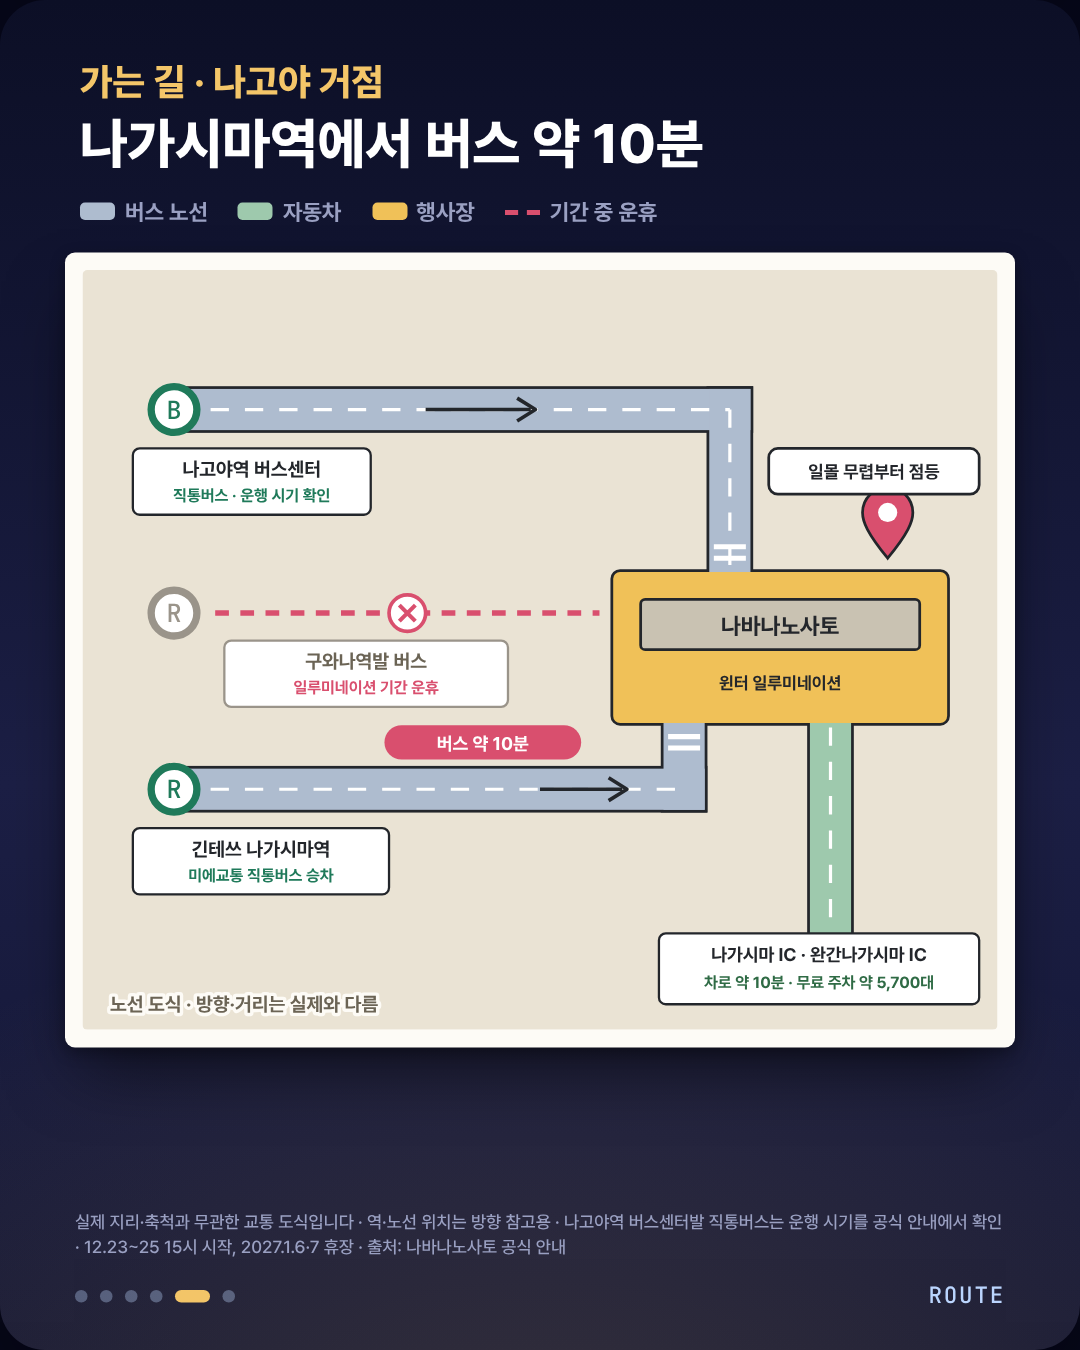 가는 길 · 나고야 거점
나가시마역에서 버스 약 10분
버스 노선
자동차
행사장
기간 중 운휴
B
나고야역 버스센터
직통버스 · 운행 시기 확인
일몰 무렵부터 점등
R
구와나역발 버스
일루미네이션 기간 운휴
나바나노사토
윈터 일루미네이션
버스 약 10분
R
긴테쓰 나가시마역
미에교통 직통버스 승차
나가시마 IC · 완간나가시마 IC
차로 약 10분 · 무료 주차 약 5,700대
노선 도식 · 방향·거리는 실제와 다름
실제 지리·축척과 무관한 교통 도식입니다 · 역·노선 위치는 방향 참고용 · 나고야역 버스센터발 직통버스는 운행 시기를 공식 안내에서 확인
· 12.23~25 15시 시작, 2027.1.6·7 휴장 · 출처: 나바나노사토 공식 안내
ROUTE